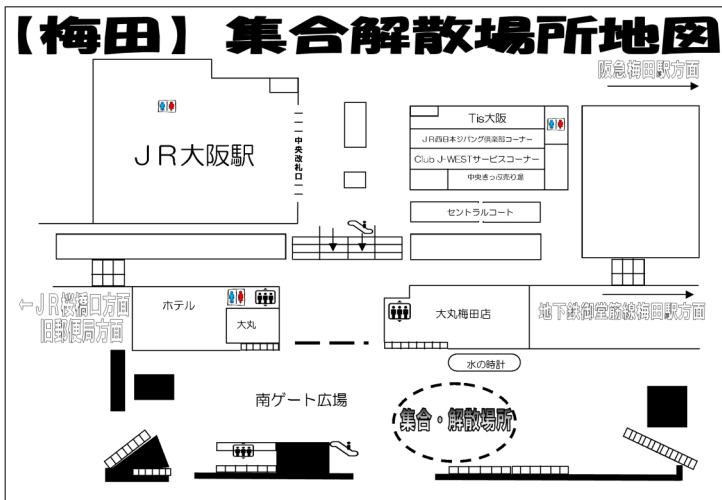 【梅田】集合解散場所地図
阪急梅田駅方面
JR大阪駅
中央改札口
Tis大阪
JR西日本ジパング倶楽部コーナー
Club J-WESTサービスコーナー
中央きっぷ売り場
セントラルコート
←JR桜橋口方面
旧郵便局方面
ホテル
大丸
大丸梅田店
地下鉄御堂筋線梅田駅方面
水の時計
南ゲート広場
集合・解散場所